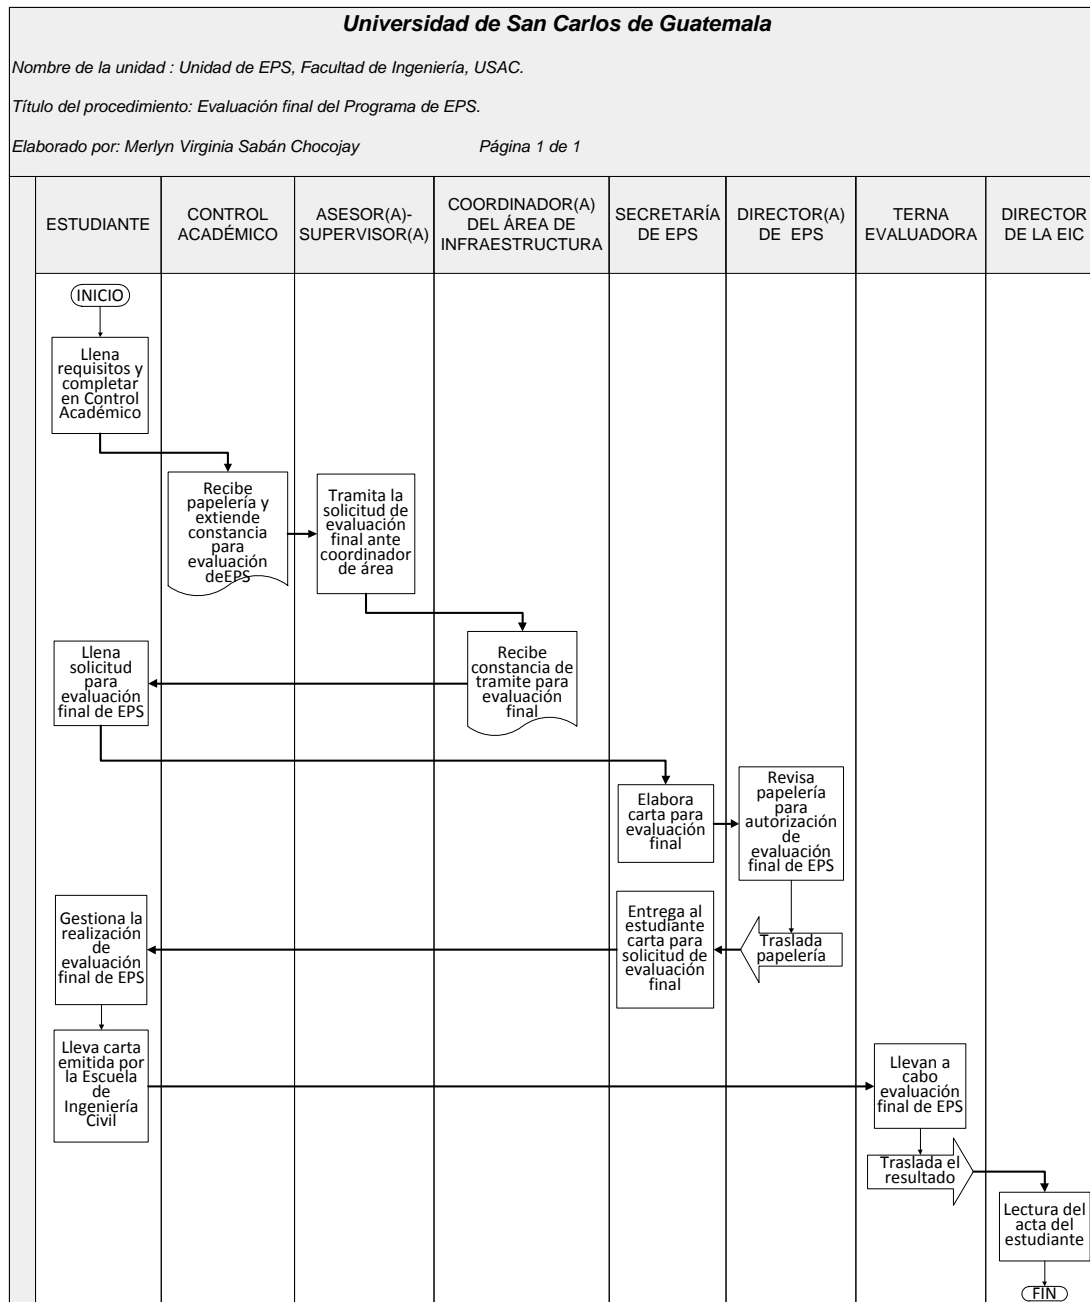 Universidad de San Carlos de Guatemala
Nombre de la unidad : Unidad de EPS, Facultad de Ingeniería, USAC.
Título del procedimiento: Evaluación final del Programa de EPS.
Elaborado por: Merlyn Virginia Sabán Chocojay Página 1 de 1
ESTUDIANTE
CONTROL
ACADÉMICO
ASESOR(A)-
SUPERVISOR(A)
COORDINADOR(A)
DEL ÁREA DE
INFRAESTRUCTURA
SECRETARÍA
DE EPS
DIRECTOR(A)
DE EPS
TERNA
EVALUADORA
DIRECTOR
DE LA EIC
INICIO
Llena
requisitos y
completar
en Control
Académico
Recibe
papelería y
extiende
constancia
para
evaluación
deEPS
Tramita la
solicitud de
evaluación
final ante
coordinador
de área
Recibe
constancia de
tramite para
evaluación
final
Llena
solicitud
para
evaluación
final de EPS
Elabora
carta para
evaluación
final
Revisa
papelería
para
autorización
de
evaluación
final de EPS
Traslada
papelería
Entrega al
estudiante
carta para
solicitud de
evaluación
final
Gestiona la
realización
de
evaluación
final de EPS
Lleva carta
emitida por
la Escuela
de
Ingeniería
Civil
Llevan a
cabo
evaluación
final de EPS
Traslada el
resultado
Lectura del
acta del
estudiante
FIN